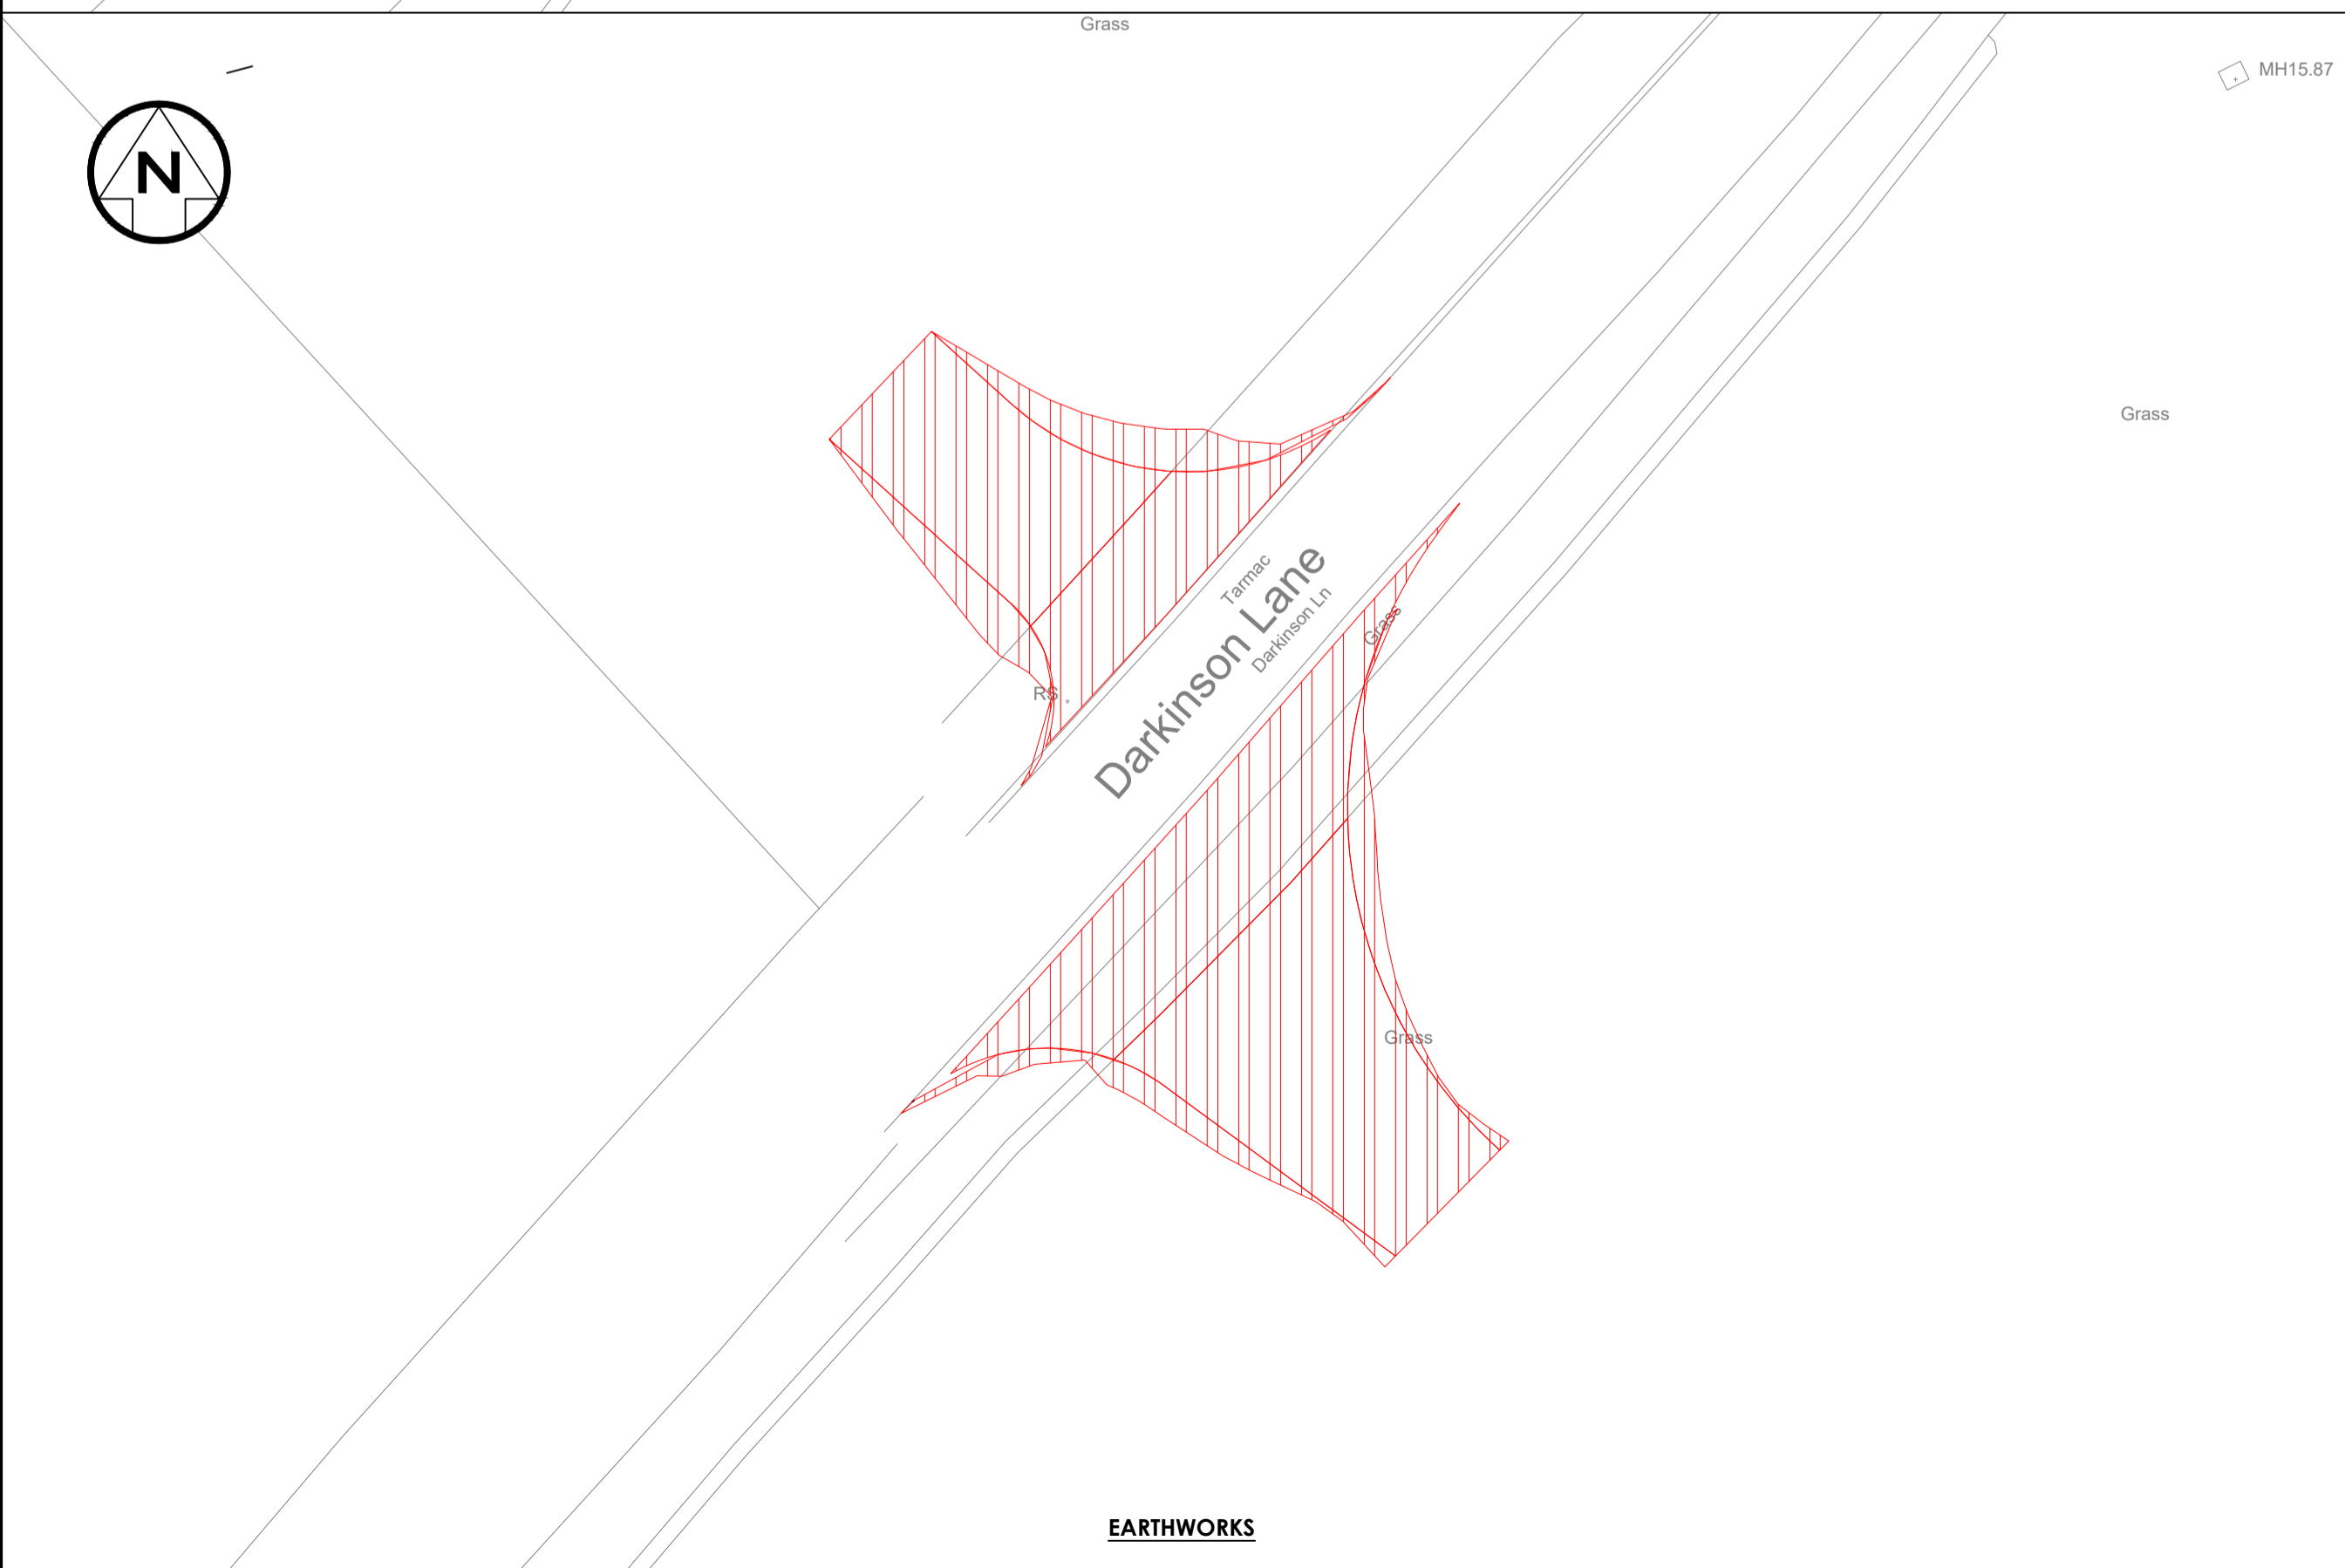 Grass
MH15.87
N
Grass
Tarmac
Darkinson Lane
Darkinson Ln
Grass
RS
Grass
EARTHWORKS